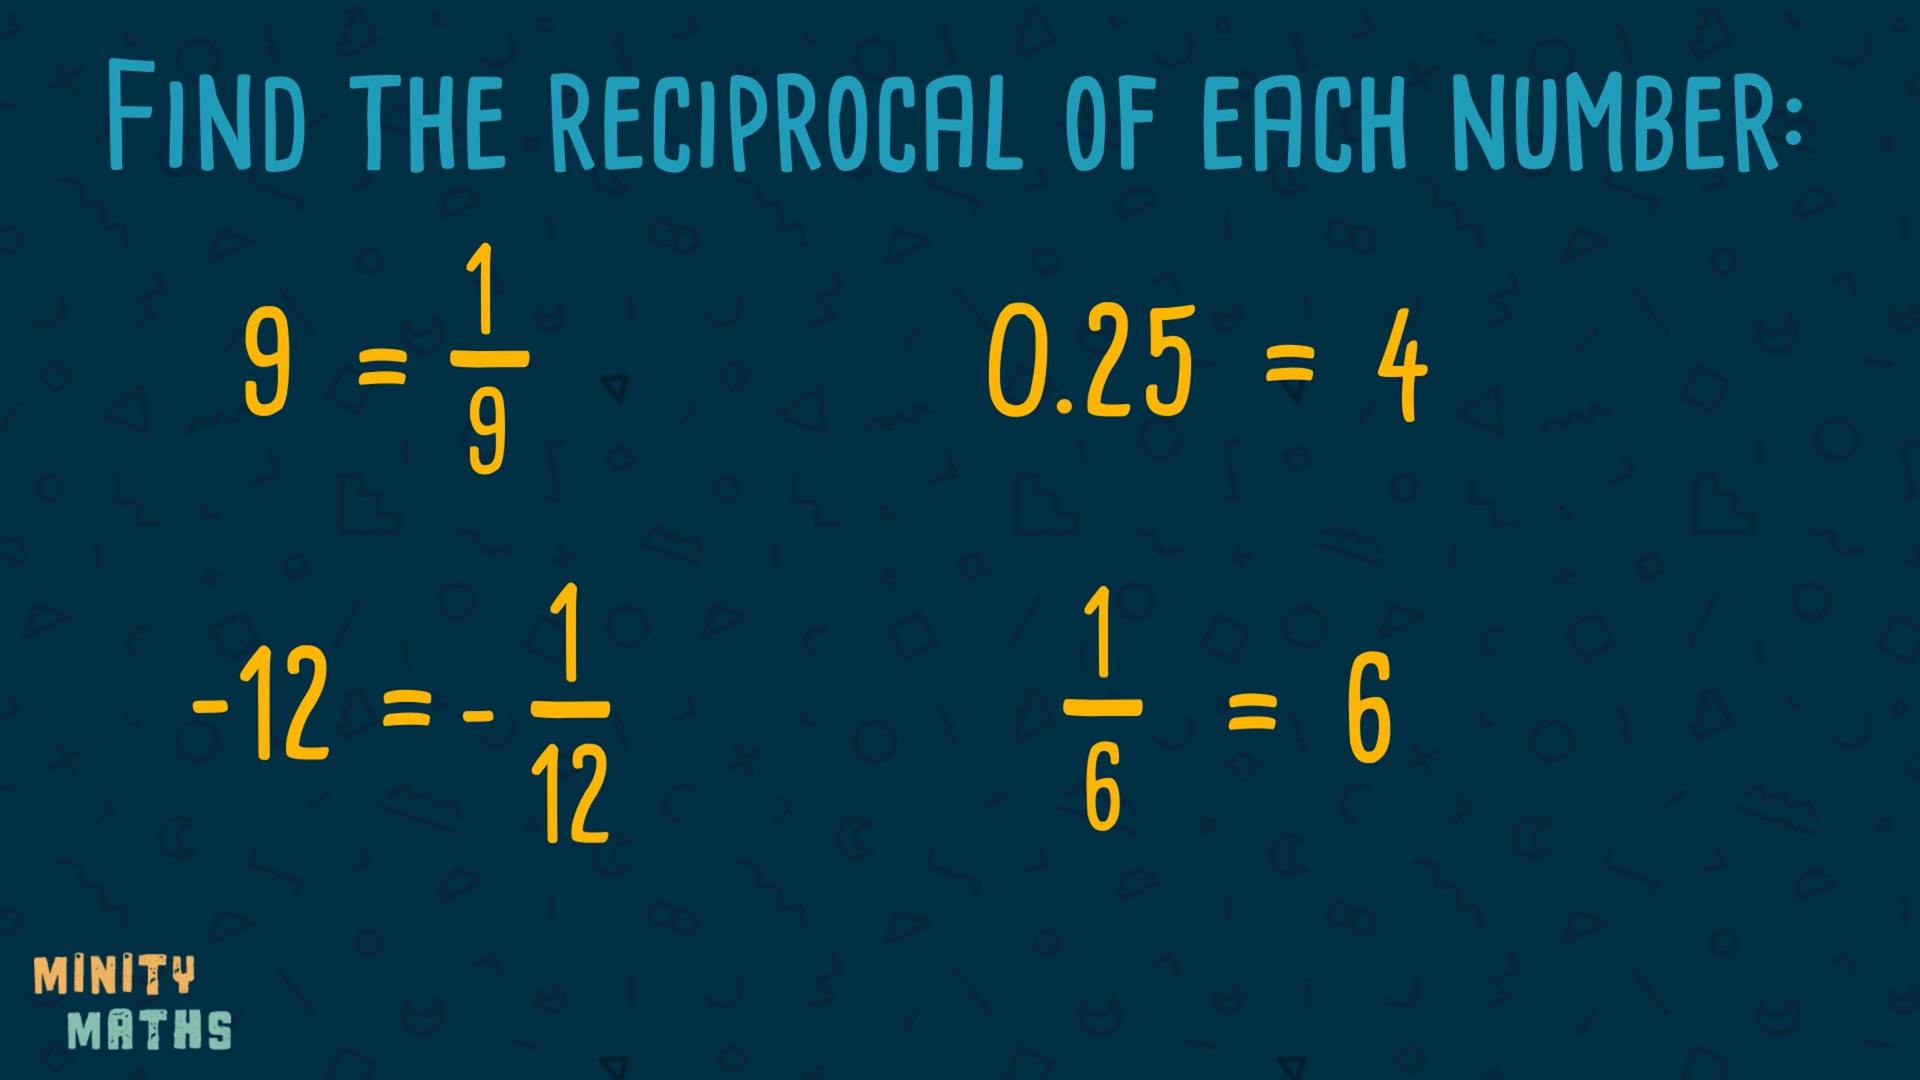 Find the reciprocal of each number:
9 = 1/9
0.25 = 4
-12 = - 1/12
1/6 = 6
MINITY
MATHS